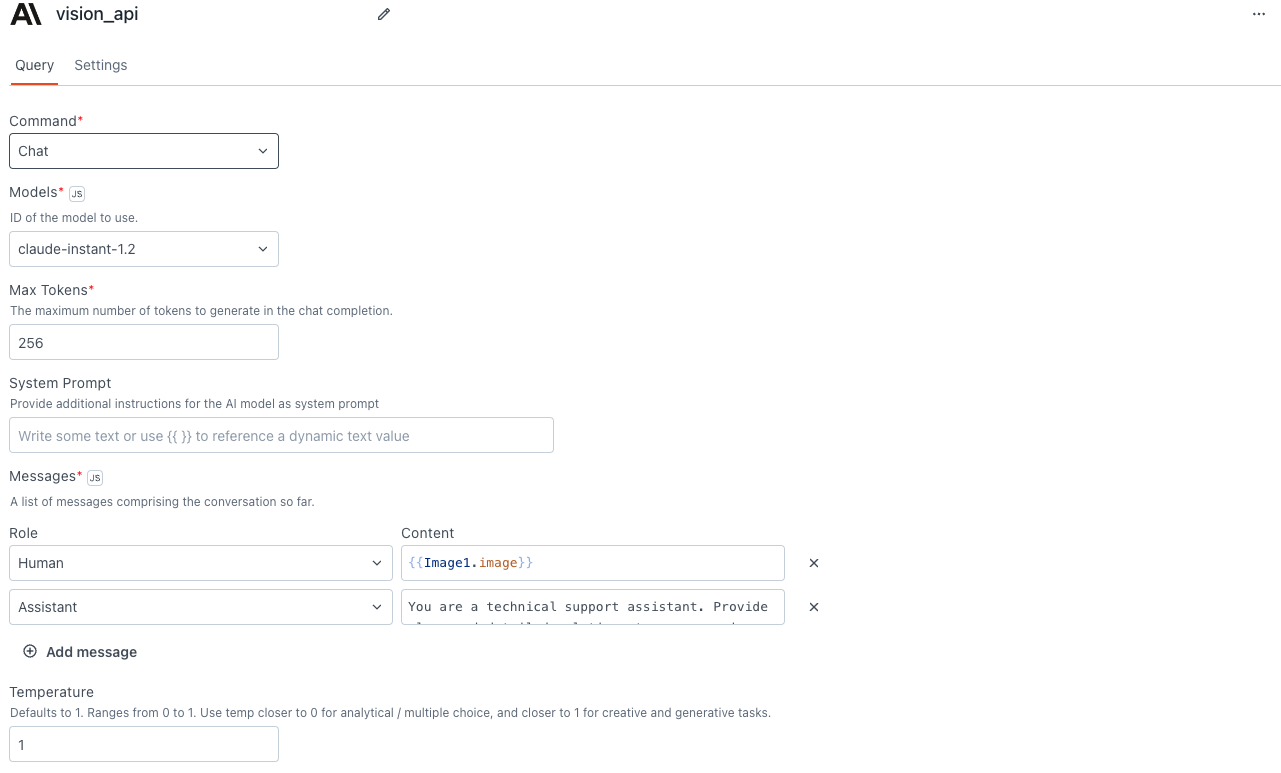 vision_api
Query Settings
Command*
Chat
Models* JS
ID of the model to use.
claude-instant-1.2
Max Tokens*
The maximum number of tokens to generate in the chat completion.
256
System Prompt
Provide additional instructions for the AI model as system prompt
Write some text or use {{ }} to reference a dynamic text value
Messages* JS
A list of messages comprising the conversation so far.
Role Content
Human {{Image1.image}}
Assistant You are a technical support assistant. Provide
Add message
Temperature
Defaults to 1. Ranges from 0 to 1. Use temp closer to 0 for analytical / multiple choice, and closer to 1 for creative and generative tasks.
1